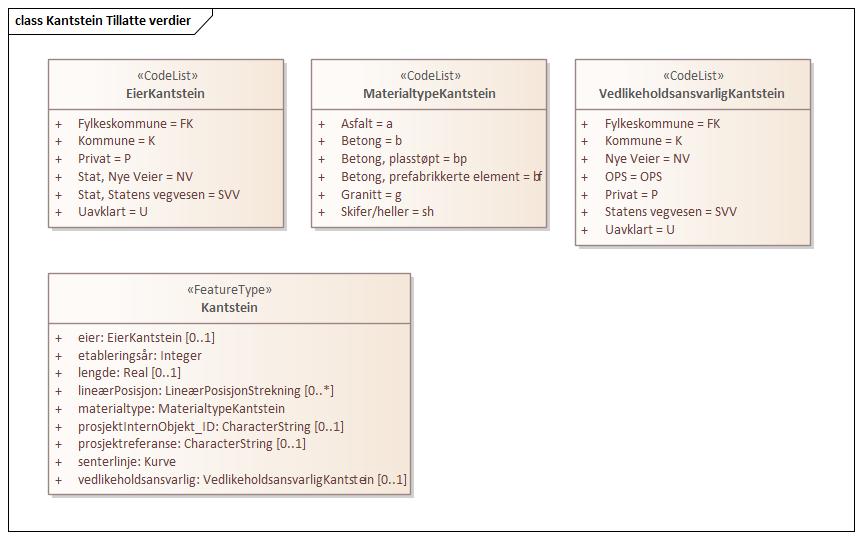 class Kantstein Tillatte verdier
«CodeList»
EierKantstein
+ Fylkeskommune = FK
+ Kommune = K
+ Privat = P
+ Stat, Nye Veier = NV
+ Stat, Statens vegvesen = SVV
+ Uavklart = U
«CodeList»
MaterialtypeKantstein
+ Asfalt = a
+ Betong = b
+ Betong, plasstøpt = bp
+ Betong, prefabrikkerte element = bf
+ Granitt = g
+ Skifer/heller = sh
«CodeList»
VedlikeholdsansvarligKantstein
+ Fylkeskommune = FK
+ Kommune = K
+ Nye Veier = NV
+ OPS = OPS
+ Privat = P
+ Statens vegvesen = SVV
+ Uavklart = U
«FeatureType»
Kantstein
+ eier: EierKantstein [0..1]
+ etableringsår: Integer
+ lengde: Real [0..1]
+ lineærPosisjon: LineærPosisjonStrekning [0..*]
+ materialtype: MaterialtypeKantstein
+ prosjektInternObjekt_ID: CharacterString [0..1]
+ prosjektreferanse: CharacterString [0..1]
+ senterlinje: Kurve
+ vedlikeholdsansvarlig: VedlikeholdsansvarligKantstein [0..1]